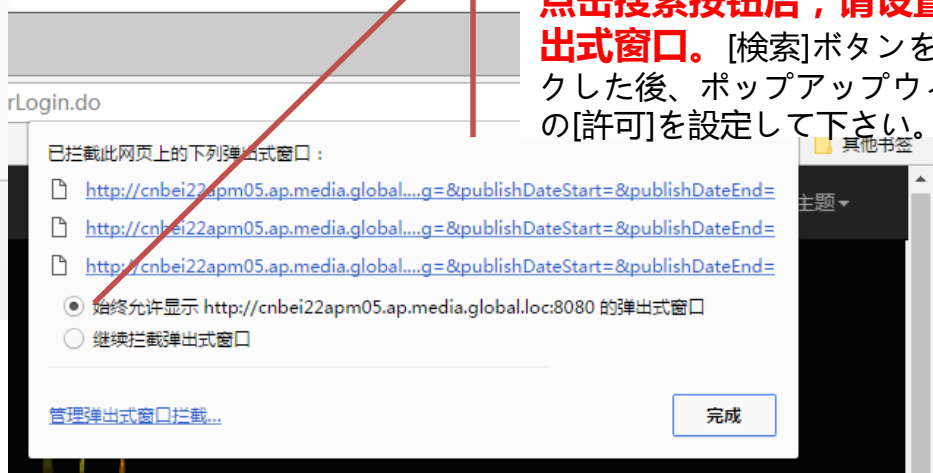 点击搜索按钮后，请设置
出式窗口。[検索]ボタンを
クした後、ポップアップウィ
の[許可]を設定して下さい。
rLogin.do
其他书签
已拦截此网页上的下列弹出式窗口：
http://cnbei22apm05.ap.media.global....g=&publishDateStart=&publishDateEnd=
http://cnbei22apm05.ap.media.global....g=&publishDateStart=&publishDateEnd=
http://cnbei22apm05.ap.media.global....g=&publishDateStart=&publishDateEnd=
主题
始终允许显示 http://cnbei22apm05.ap.media.global.loc:8080 的弹出式窗口
继续拦截弹出式窗口
管理弹出式窗口拦截...
完成